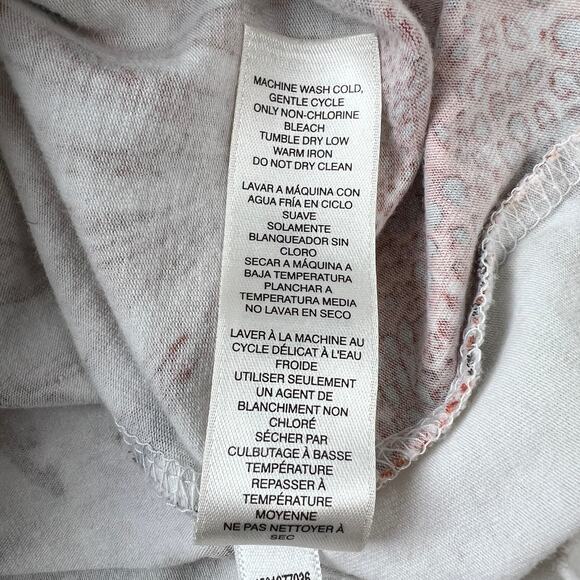 MACHINE WASH COLD,
GENTLE CYCLE
ONLY NON-CHLORINE
BLEACH
TUMBLE DRY LOW
WARM IRON
DO NOT DRY CLEAN
LAVAR A MÁQUINA CON
AGUA FRÍA EN CICLO
SUAVE
SOLAMENTE
BLANQUEADOR SIN
CLORO
SECAR A MÁQUINA A
BAJA TEMPERATURA
PLANCHAR A
TEMPERATURA MEDIA
NO LAVAR EN SECO
LAVER À LA MACHINE AU
CYCLE DÉLICAT À L'EAU
FROIDE
UTILISER SEULEMENT
UN AGENT DE
BLANCHIMENT NON
CHLORÉ
SÉCHER PAR
CULBUTAGE À BASSE
TEMPÉRATURE
REPASSER À
TEMPÉRATURE
MOYENNE
NE PAS NETTOYER À
SEC